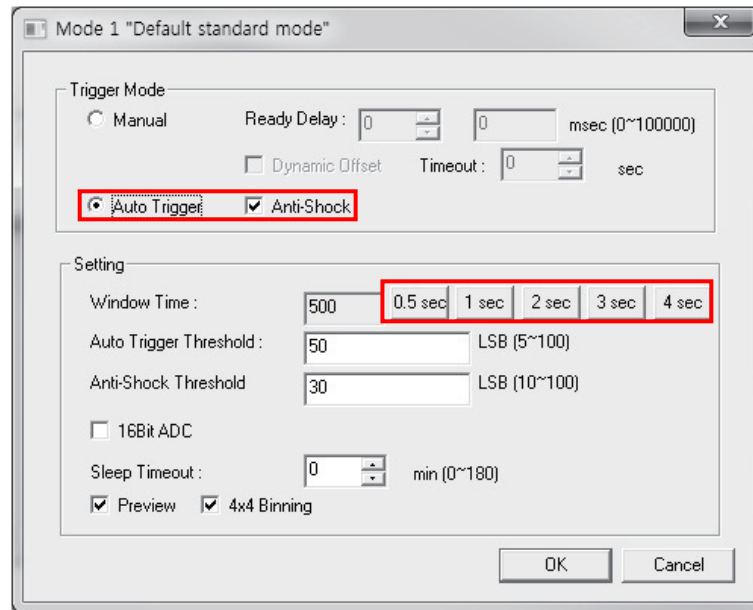 Mode 1 "Default standard mode"
x
Trigger Mode
Manual Ready Delay : 0 0 msec (0~100000)
Dynamic Offset Timeout : 0 sec
Auto Trigger Anti-Shock
Setting
Window Time : 500 0.5 sec 1 sec 2 sec 3 sec 4 sec
Auto Trigger Threshold : 50 LSB (5~100)
Anti-Shock Threshold 30 LSB (10~100)
16Bit ADC
Sleep Timeout : 0 min (0~180)
Preview 4x4 Binning
OK Cancel